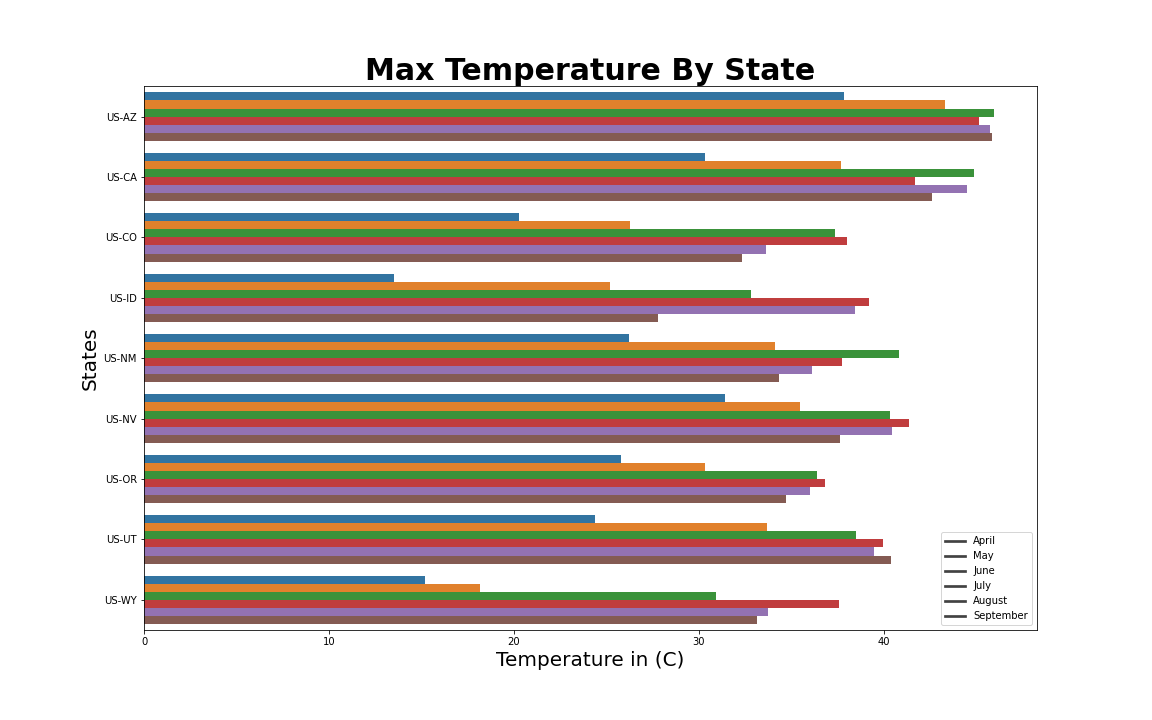 Max Temperature By State
US-AZ
US-CA
US-CO
US-ID
US-NM
US-NV
US-OR
US-UT
US-WY
States
April
May
June
July
August
September
0 10 20 30 40
Temperature in (C)